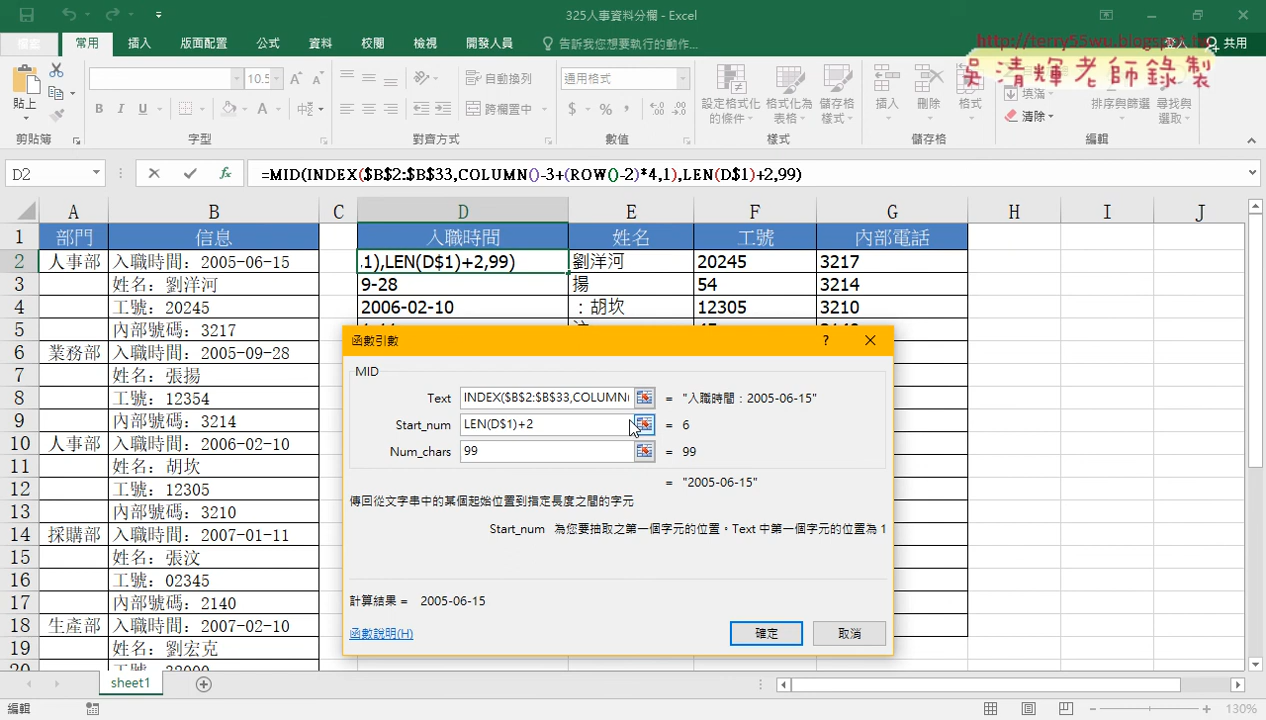 325人事資料分欄 - Excel
http://terry55wu.blogspot.tw
登入 共用
吳清輝老師錄製
檔案 常用 插入 版面配置 公式 資料 校閱 檢視 開發人員 告訴我您想要執行的動作...
貼上 10.5 自動換列 通用格式 設定格式化的條件 格式化為表格 儲存格樣式 插入 刪除 格式 填滿 清除 排序與篩選 尋找與選取
B I U 中 跨欄置中 $ % ,
剪貼簿 字型 對齊方式 數值 樣式 儲存格 編輯
D2 fx =MID(INDEX($B$2:$B$33,COLUMN()-3+(ROW()-2)*4,1),LEN(D$1)+2,99)
A B C D E F G H I J
1 部門 信息 入職時間 姓名 工號 內部電話
2 人事部 入職時間：2005-06-15 .1),LEN(D$1)+2,99) 劉洋河 20245 3217
3 姓名：劉洋河 9-28 揚 54 3214
4 工號：20245 2006-02-10 ：胡坎 12305 3210
5 內部號碼：3217
6 業務部 入職時間：2005-09-28
7 姓名：張揚
8 工號：12354
9 內部號碼：3214
10 人事部 入職時間：2006-02-10
11 姓名：胡坎
12 工號：12305
13 內部號碼：3210
14 採購部 入職時間：2007-01-11
15 姓名：張汶
16 工號：02345
17 內部號碼：2140
18 生產部 入職時間：2007-02-10
19 姓名：劉宏克
20
函數引數 ?
MID
Text INDEX($B$2:$B$33,COLUMN( = "入職時間：2005-06-15"
Start_num LEN(D$1)+2 = 6
Num_chars 99 = 99
= "2005-06-15"
傳回從文字串中的某個起始位置到指定長度之間的字元
Start_num 為您要抽取之第一個字元的位置。Text 中第一個字元的位置為 1
計算結果 = 2005-06-15
函數說明(H) 確定 取消
sheet1
編輯 130%